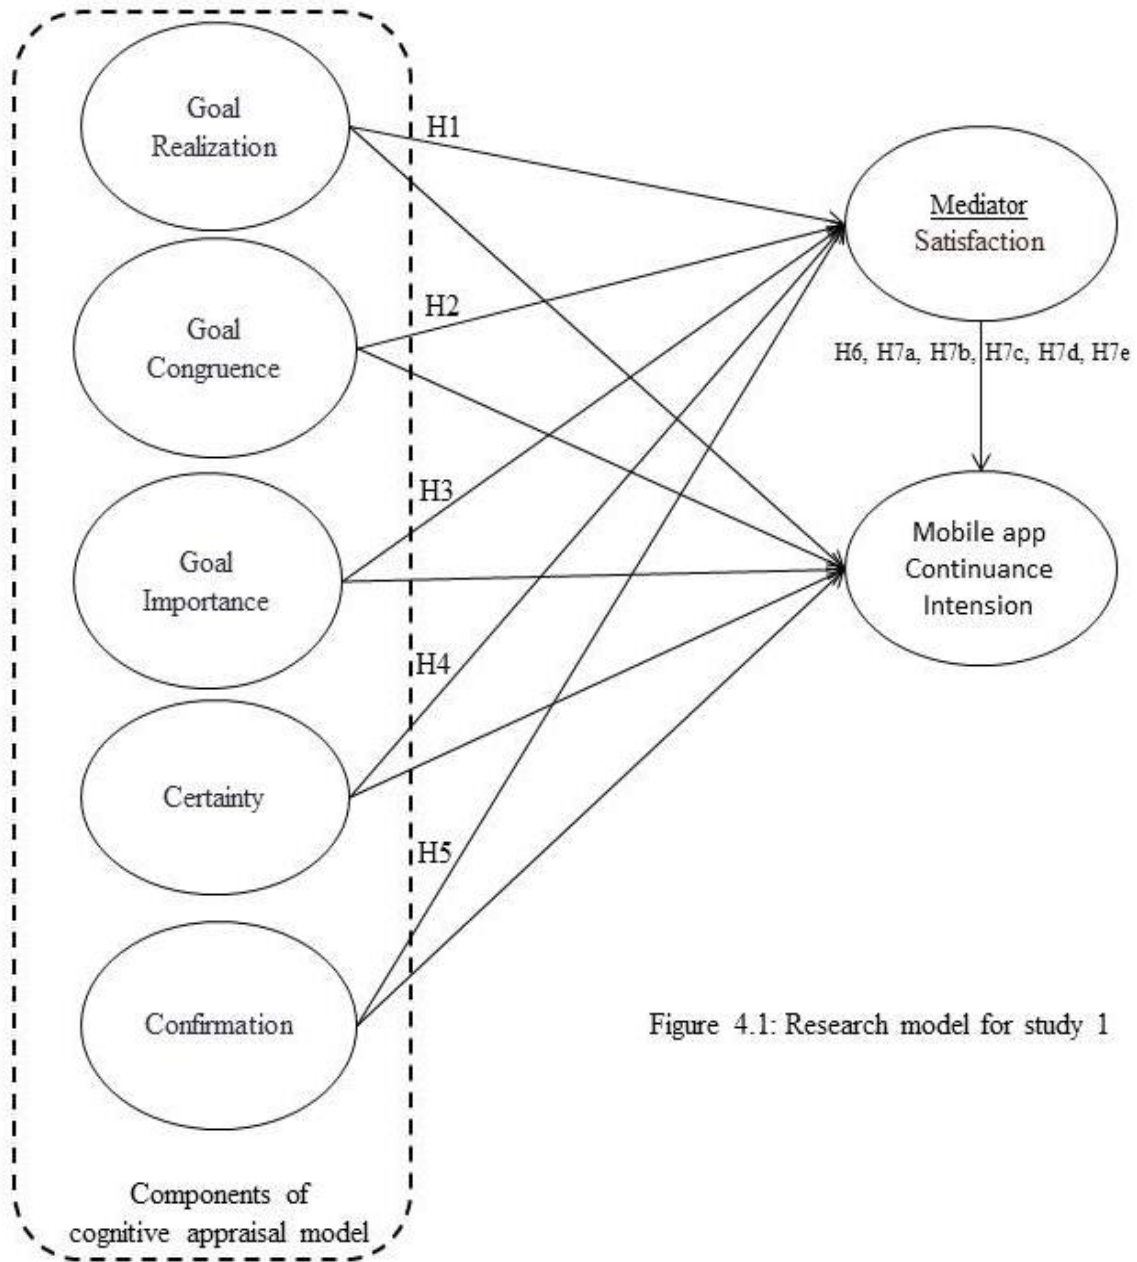 Goal
Realization
H1
Mediator
Satisfaction
Goal
Congruence
H2
H6, H7a, H7b, H7c, H7d, H7e
Goal
Importance
H3
Mobile app
Continuance
Intension
H4
Certainty
H5
Confirmation
Figure 4.1: Research model for study 1
Components of
cognitive appraisal model